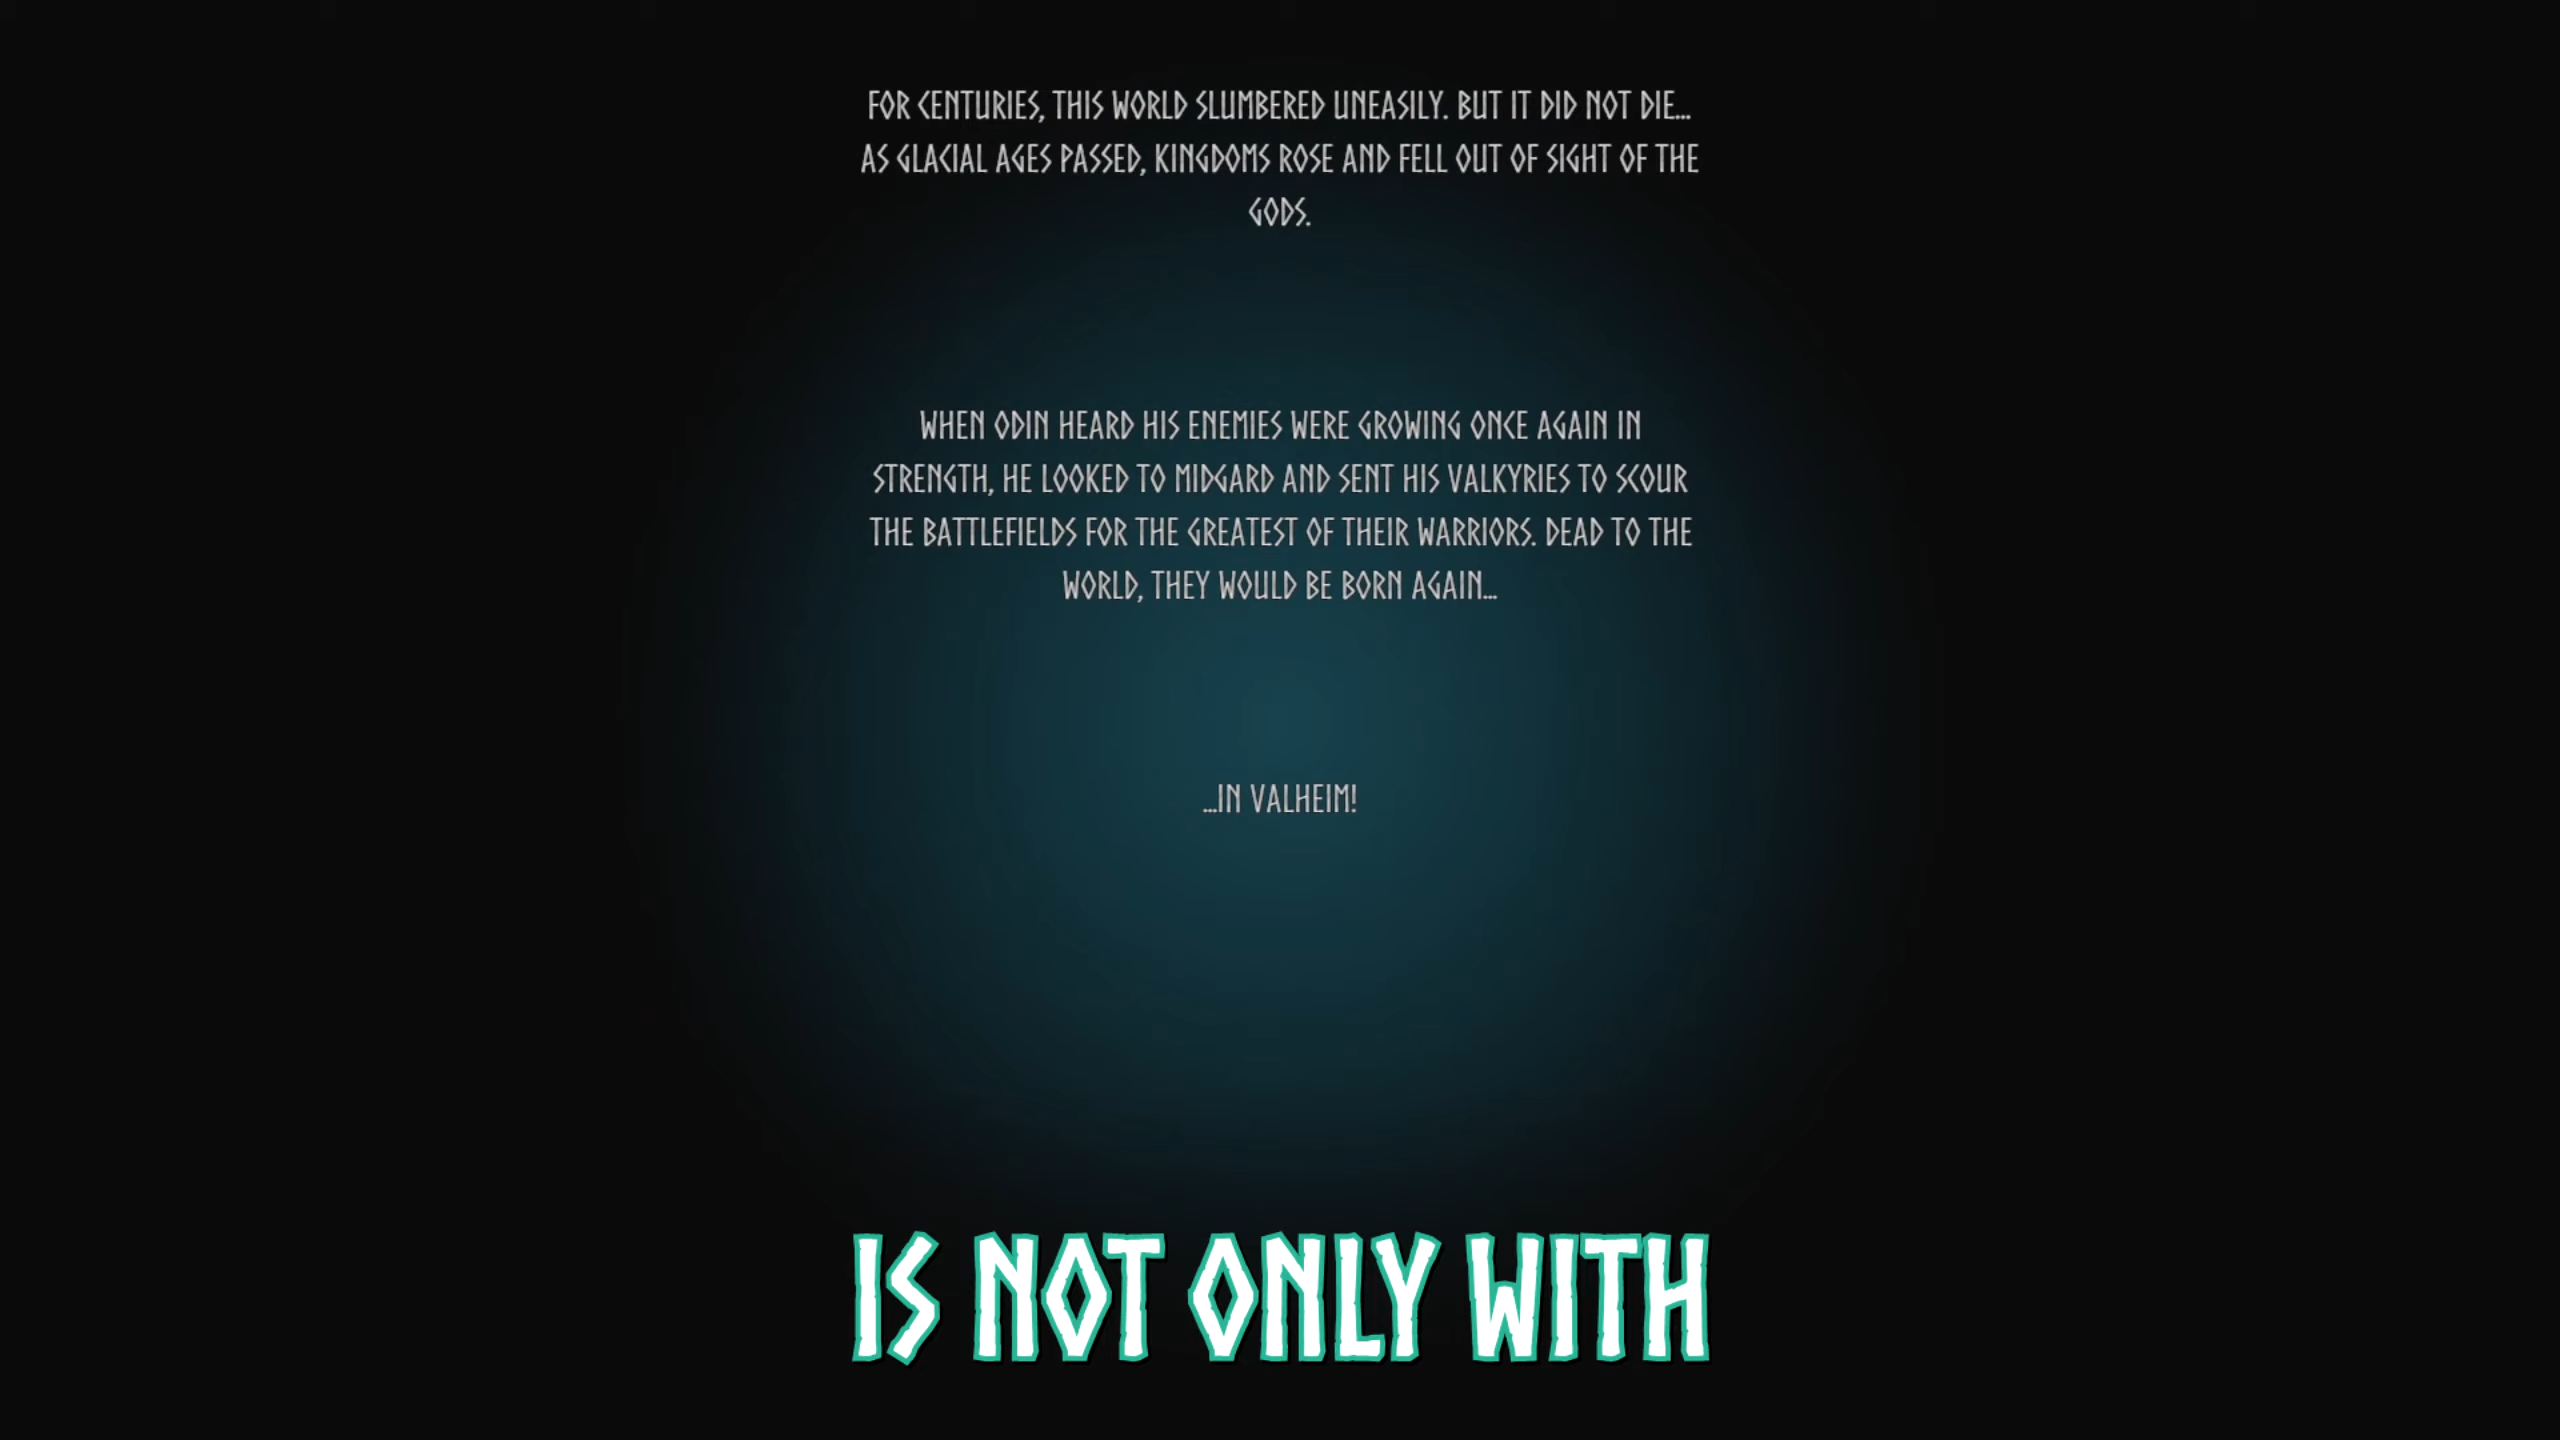 FOR CENTURIES, THIS WORLD SLUMBERED UNEASILY. BUT IT DID NOT DIE...
AS GLACIAL AGES PASSED, KINGDOMS ROSE AND FELL OUT OF SIGHT OF THE
GODS.
WHEN ODIN HEARD HIS ENEMIES WERE GROWING ONCE AGAIN IN
STRENGTH, HE LOOKED TO MIDGARD AND SENT HIS VALKYRIES TO SCOUR
THE BATTLEFIELDS FOR THE GREATEST OF THEIR WARRIORS. DEAD TO THE
WORLD, THEY WOULD BE BORN AGAIN...
...IN VALHEIM!
IS NOT ONLY WITH